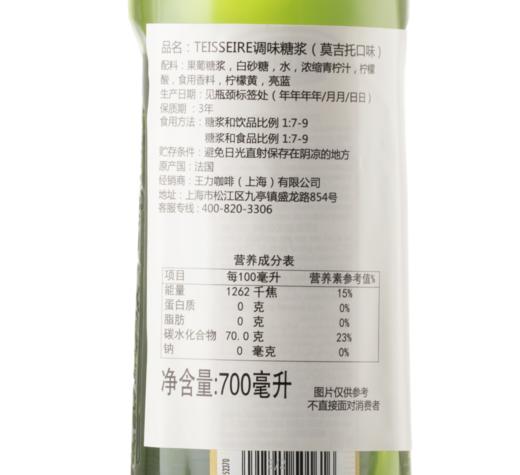 品名：TEISSEIRE调味糖浆（莫吉托口味）
配料：果葡糖浆，白砂糖，水，浓缩青柠汁，柠檬
酸，食用香料，柠檬黄，亮蓝
生产日期：见瓶颈标签处（年年年年/月月/日日）
保质期：3年
食用方法：糖浆和饮品比例 1:7-9
糖浆和食品比例 1:7-9
贮存条件：避免日光直射保存在阴凉的地方
原产国：法国
经销商：王力咖啡（上海）有限公司
地址：上海市松江区九亭镇盛龙路854号
客服专线：400-820-3306
营养成分表
项目 每100毫升 营养素参考值%
能量 1262 千焦 15%
蛋白质 0 克 0%
脂肪 0 克 0%
碳水化合物 70.0 克 23%
钠 0 毫克 0%
净含量:700毫升
图片仅供参考
不直接面对消费者
52370